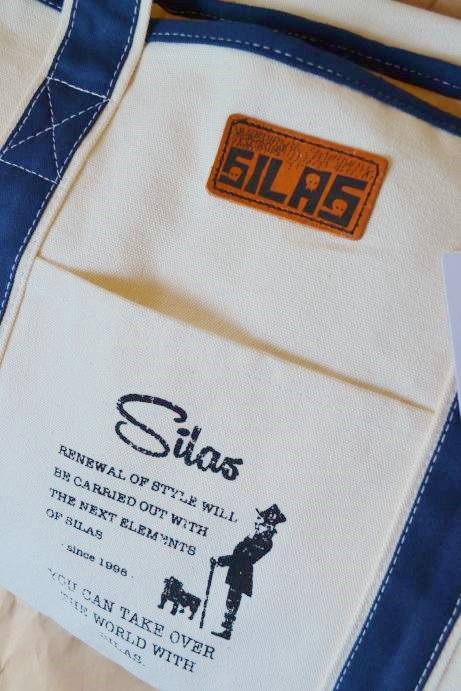 SILAS
Silas
RENEWAL OF STYLE WILL
BE CARRIED OUT WITH
THE NEXT ELEMENTS
OF SILAS
· since 1998 ·
YOU CAN TAKE OVER
THE WORLD WITH
SILAS.